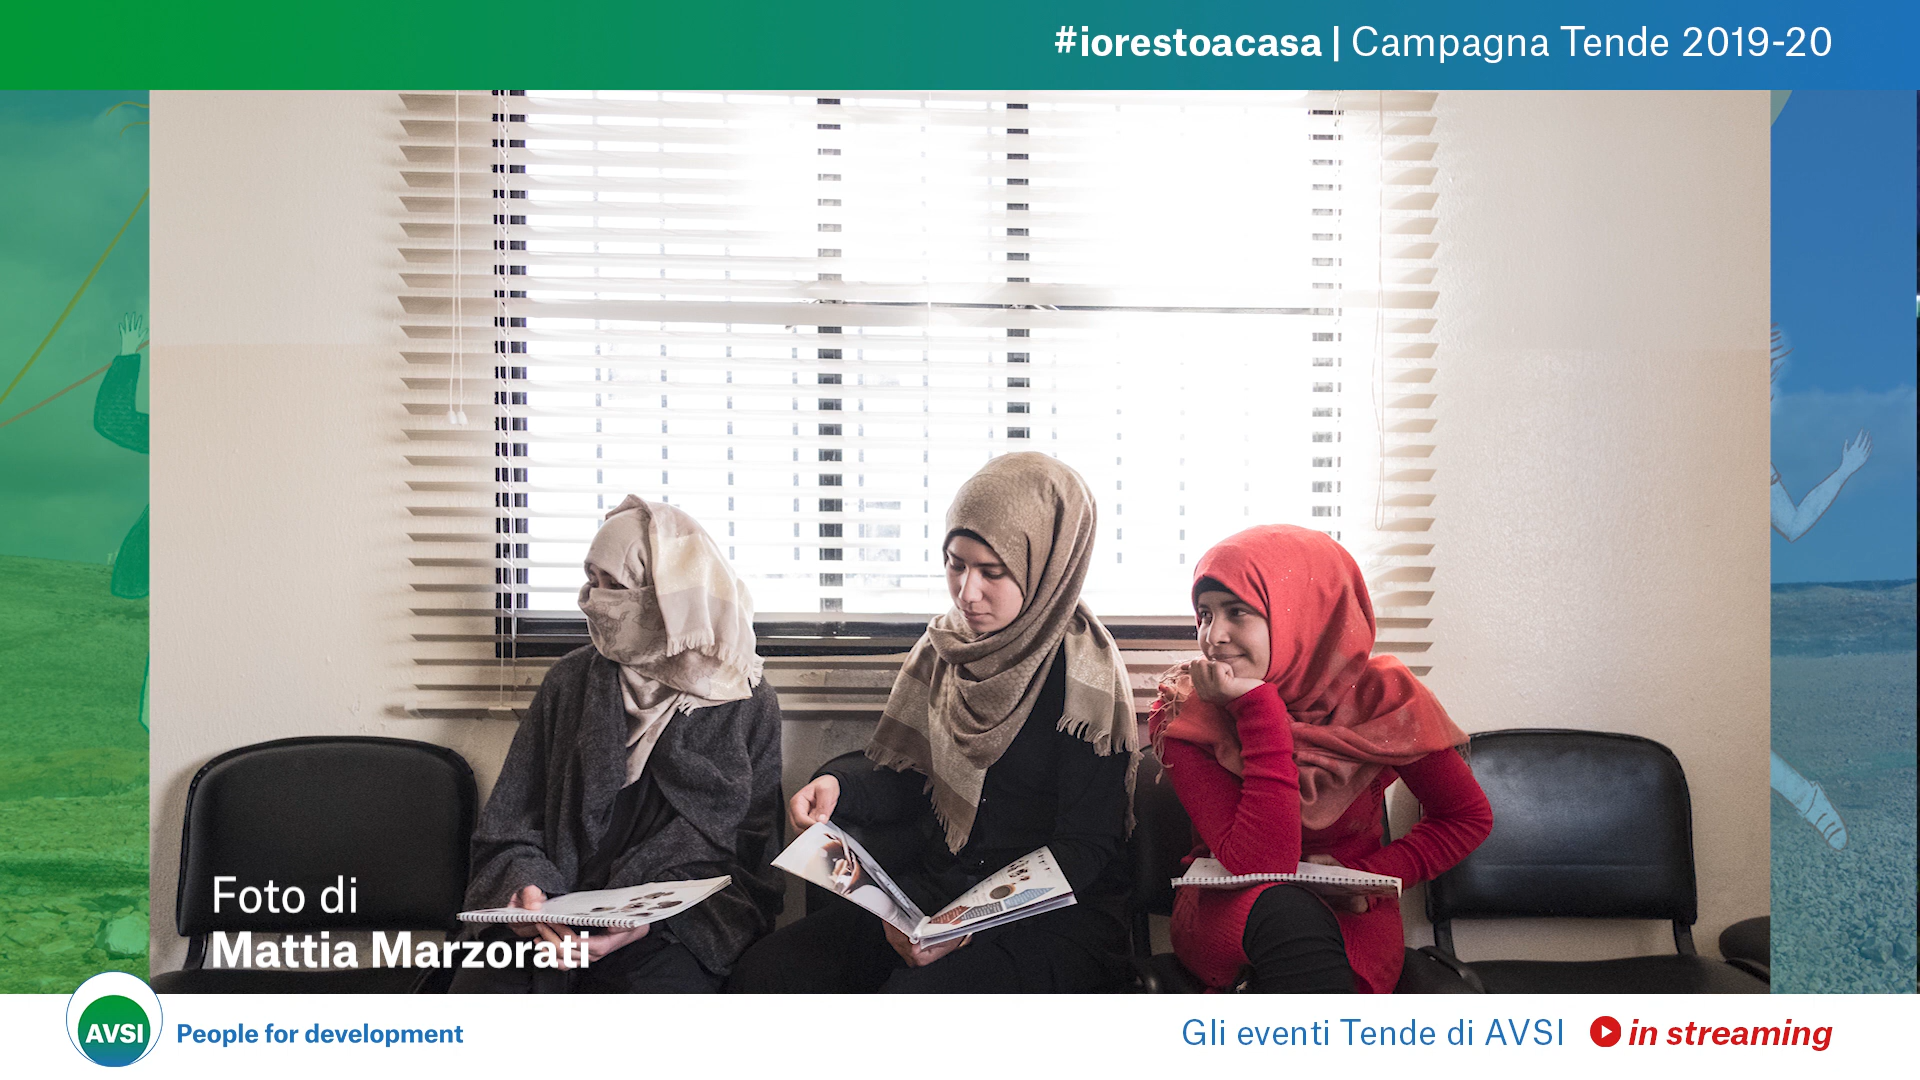 #iorestoacasa | Campagna Tende 2019-20
Foto di
Mattia Marzorati
AVSI
People for development
Gli eventi Tende di AVSI in streaming